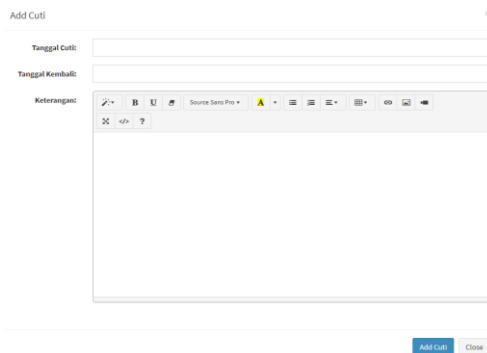 Add Cuti
Tanggal Cuti:
Tanggal Kembali:
Keterangan:
B U Source Sans Pro A
</> ?
Add Cuti Close